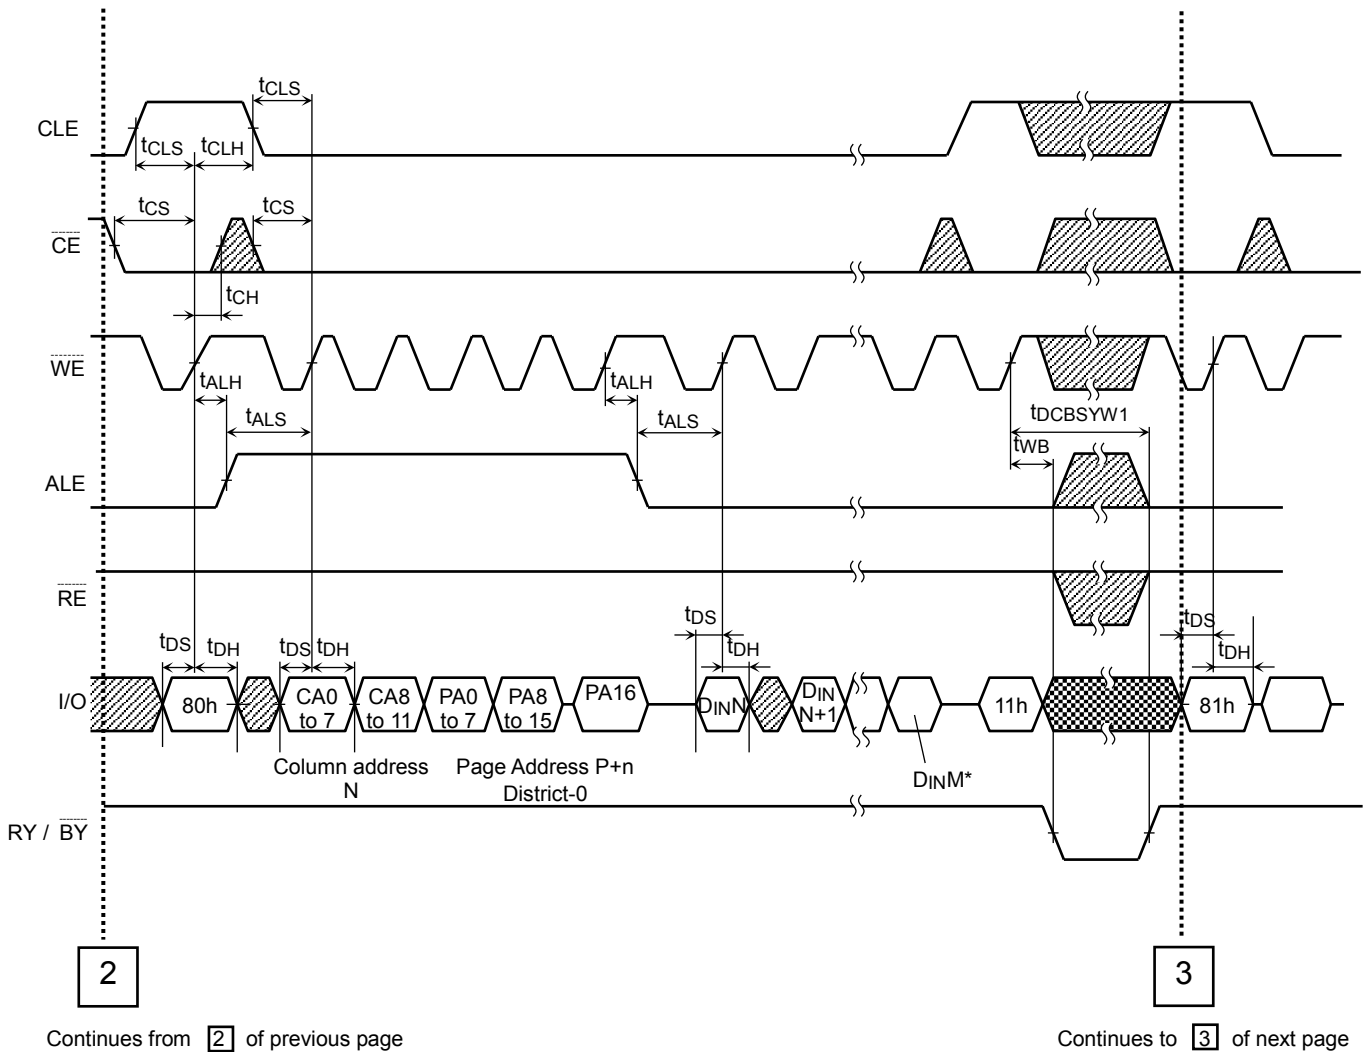 tCLS
CLE
tCLS tCLH
tCS tCS
CE
tCH
WE
tALH tALH
tALS tALS
tDCBSYW1
tWB
ALE
RE
tDS tDH tDS tDH tDS tDH tDS tDH
I/O 80h CA0 to 7 CA8 to 11 PA0 to 7 PA8 to 15 PA16 DINN DIN N+1 11h 81h
Column address N
Page Address P+n District-0
DINM*
RY / BY
2 3
Continues from 2 of previous page
Continues to 3 of next page